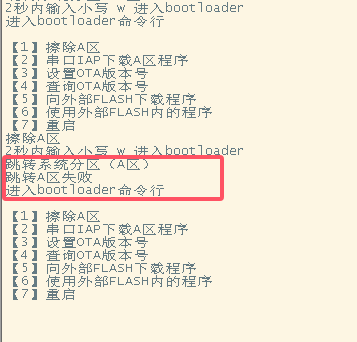 2秒内输入小写 w 进入bootloader
进入bootloader命令行
【1】擦除A区
【2】串口IAP下载A区程序
【3】设置OTA版本号
【4】查询OTA版本号
【5】向外部FLASH下载程序
【6】使用外部FLASH内的程序
【7】重启
擦除A区
2秒内输入小写 w 进入bootloader
跳转系统分区（A区）
跳转A区失败
进入bootloader命令行
【1】擦除A区
【2】串口IAP下载A区程序
【3】设置OTA版本号
【4】查询OTA版本号
【5】向外部FLASH下载程序
【6】使用外部FLASH内的程序
【7】重启